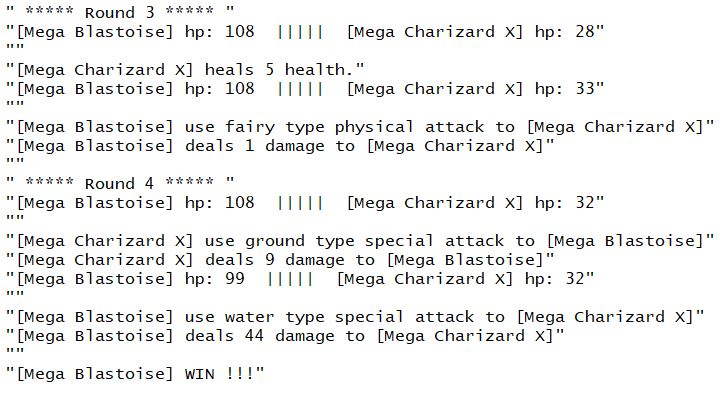 " ***** Round 3 ***** "
"[Mega Blastoise] hp: 108  |||||  [Mega Charizard X] hp: 28"
""
"[Mega Charizard X] heals 5 health."
"[Mega Blastoise] hp: 108  |||||  [Mega Charizard X] hp: 33"
""
"[Mega Blastoise] use fairy type physical attack to [Mega Charizard X]"
"[Mega Blastoise] deals 1 damage to [Mega Charizard X]"
""
" ***** Round 4 ***** "
"[Mega Blastoise] hp: 108  |||||  [Mega Charizard X] hp: 32"
""
"[Mega Charizard X] use ground type special attack to [Mega Blastoise]"
"[Mega Charizard X] deals 9 damage to [Mega Blastoise]"
"[Mega Blastoise] hp: 99  |||||  [Mega Charizard X] hp: 32"
""
"[Mega Blastoise] use water type special attack to [Mega Charizard X]"
"[Mega Blastoise] deals 44 damage to [Mega Charizard X]"
""
"[Mega Blastoise] WIN !!!"